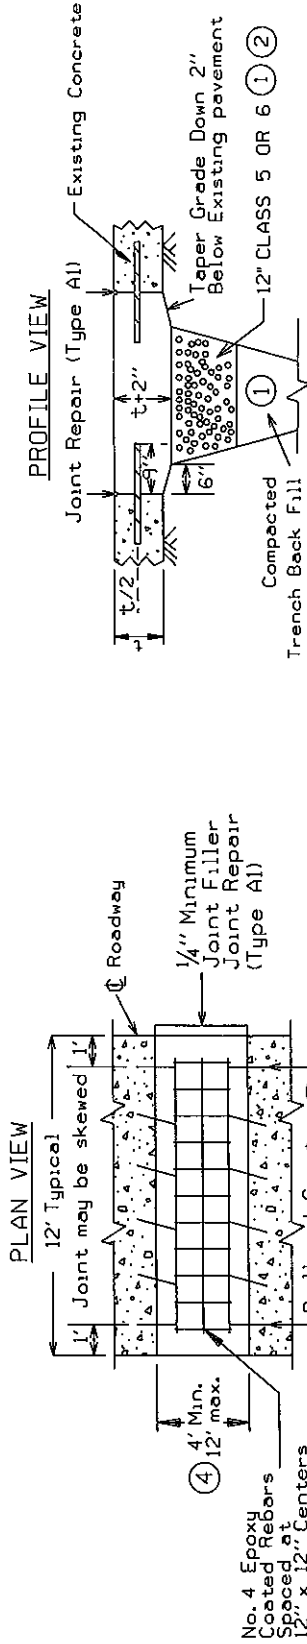 PLAN VIEW
12' Typical
1'
Joint may be skewed
1'
℄ Roadway
④ 4' Min.
12' max.
1/4" Minimum
Joint Filler
Joint Repair
(Type A1)
No. 4 Epoxy
Coated Rebars
Spaced at
12" x 12" Centers
PROFILE VIEW
Joint Repair (Type A1)
Existing Concrete
t
t/2
9"
t+2"
6"
Taper Grade Down 2"
Below Existing pavement
12" CLASS 5 OR 6 ① ②
①
Compacted
Trench Back Fill